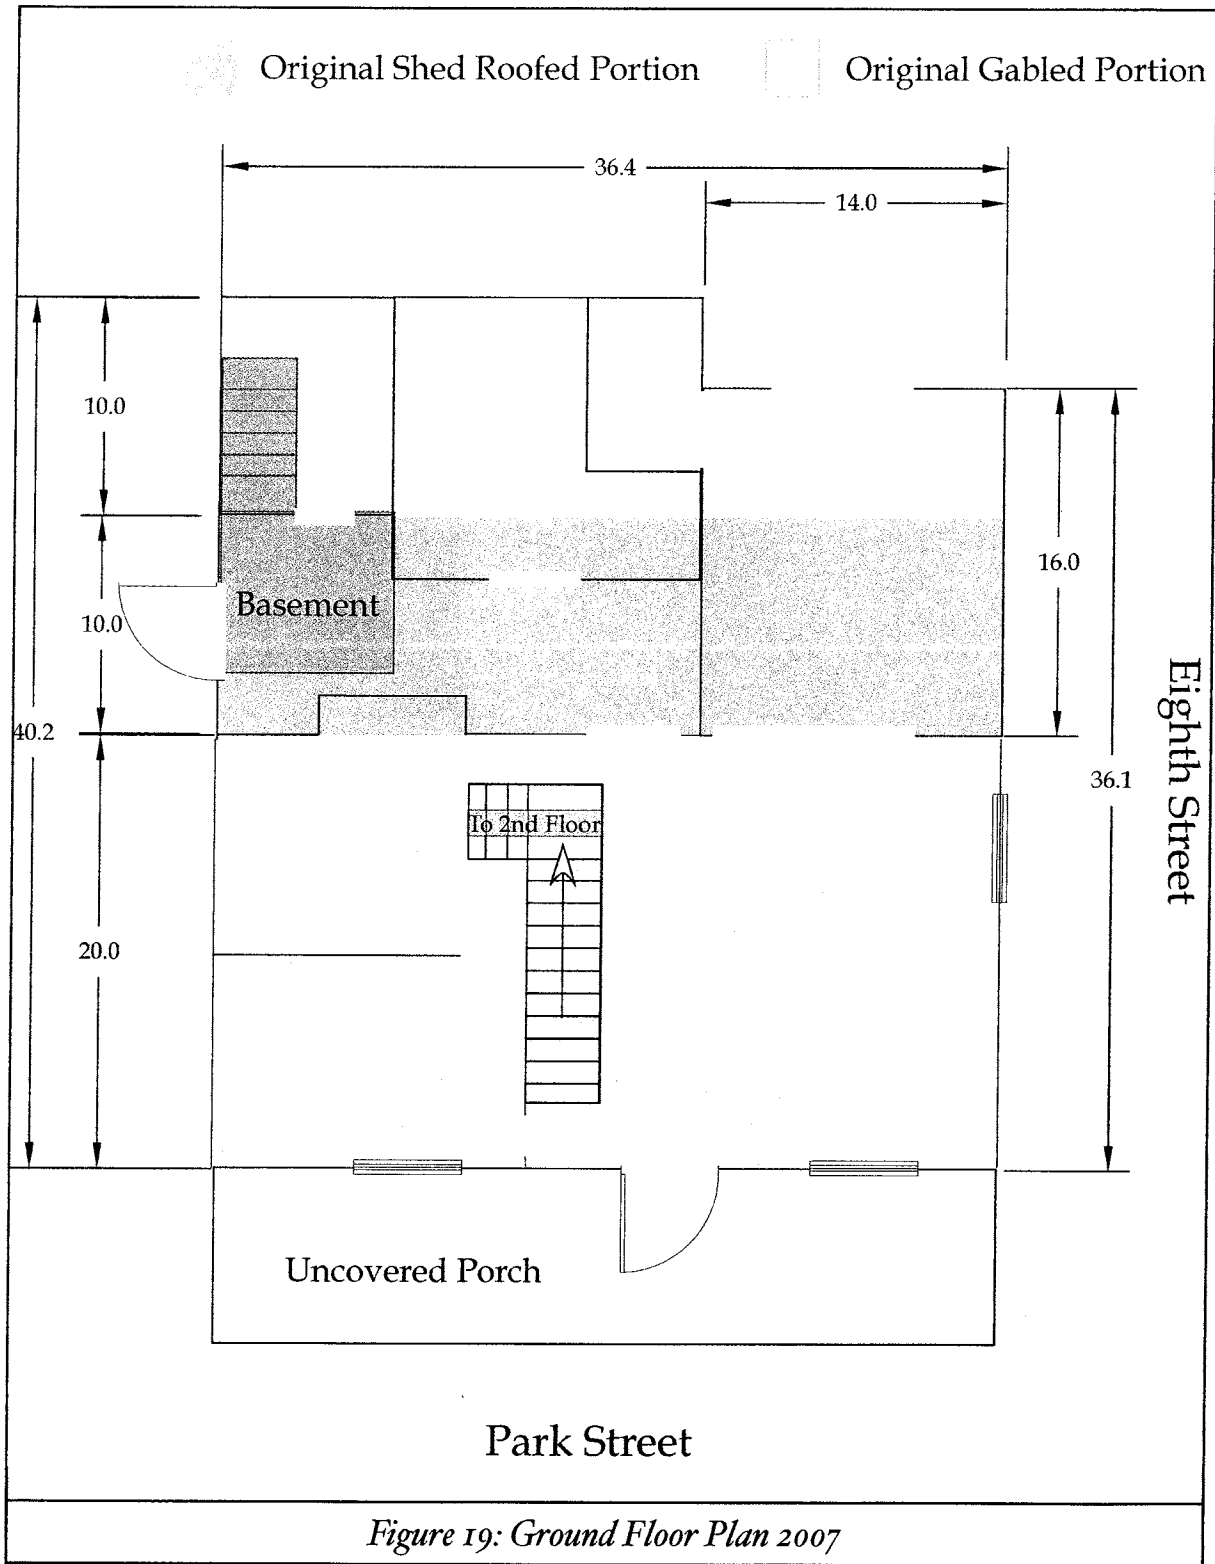 Original Shed Roofed Portion
Original Gabled Portion
36.4
14.0
10.0
10.0
16.0
Basement
40.2
36.1
Eighth Street
To 2nd Floor
20.0
Uncovered Porch
Park Street
Figure 19: Ground Floor Plan 2007